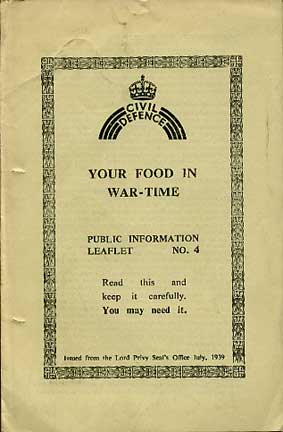 CIVIL
DEFENCE
YOUR FOOD IN
WAR-TIME
PUBLIC INFORMATION
LEAFLET NO. 4
Read this and
keep it carefully.
You may need it.
Issued from the Lord Privy Seal's Office July, 1939